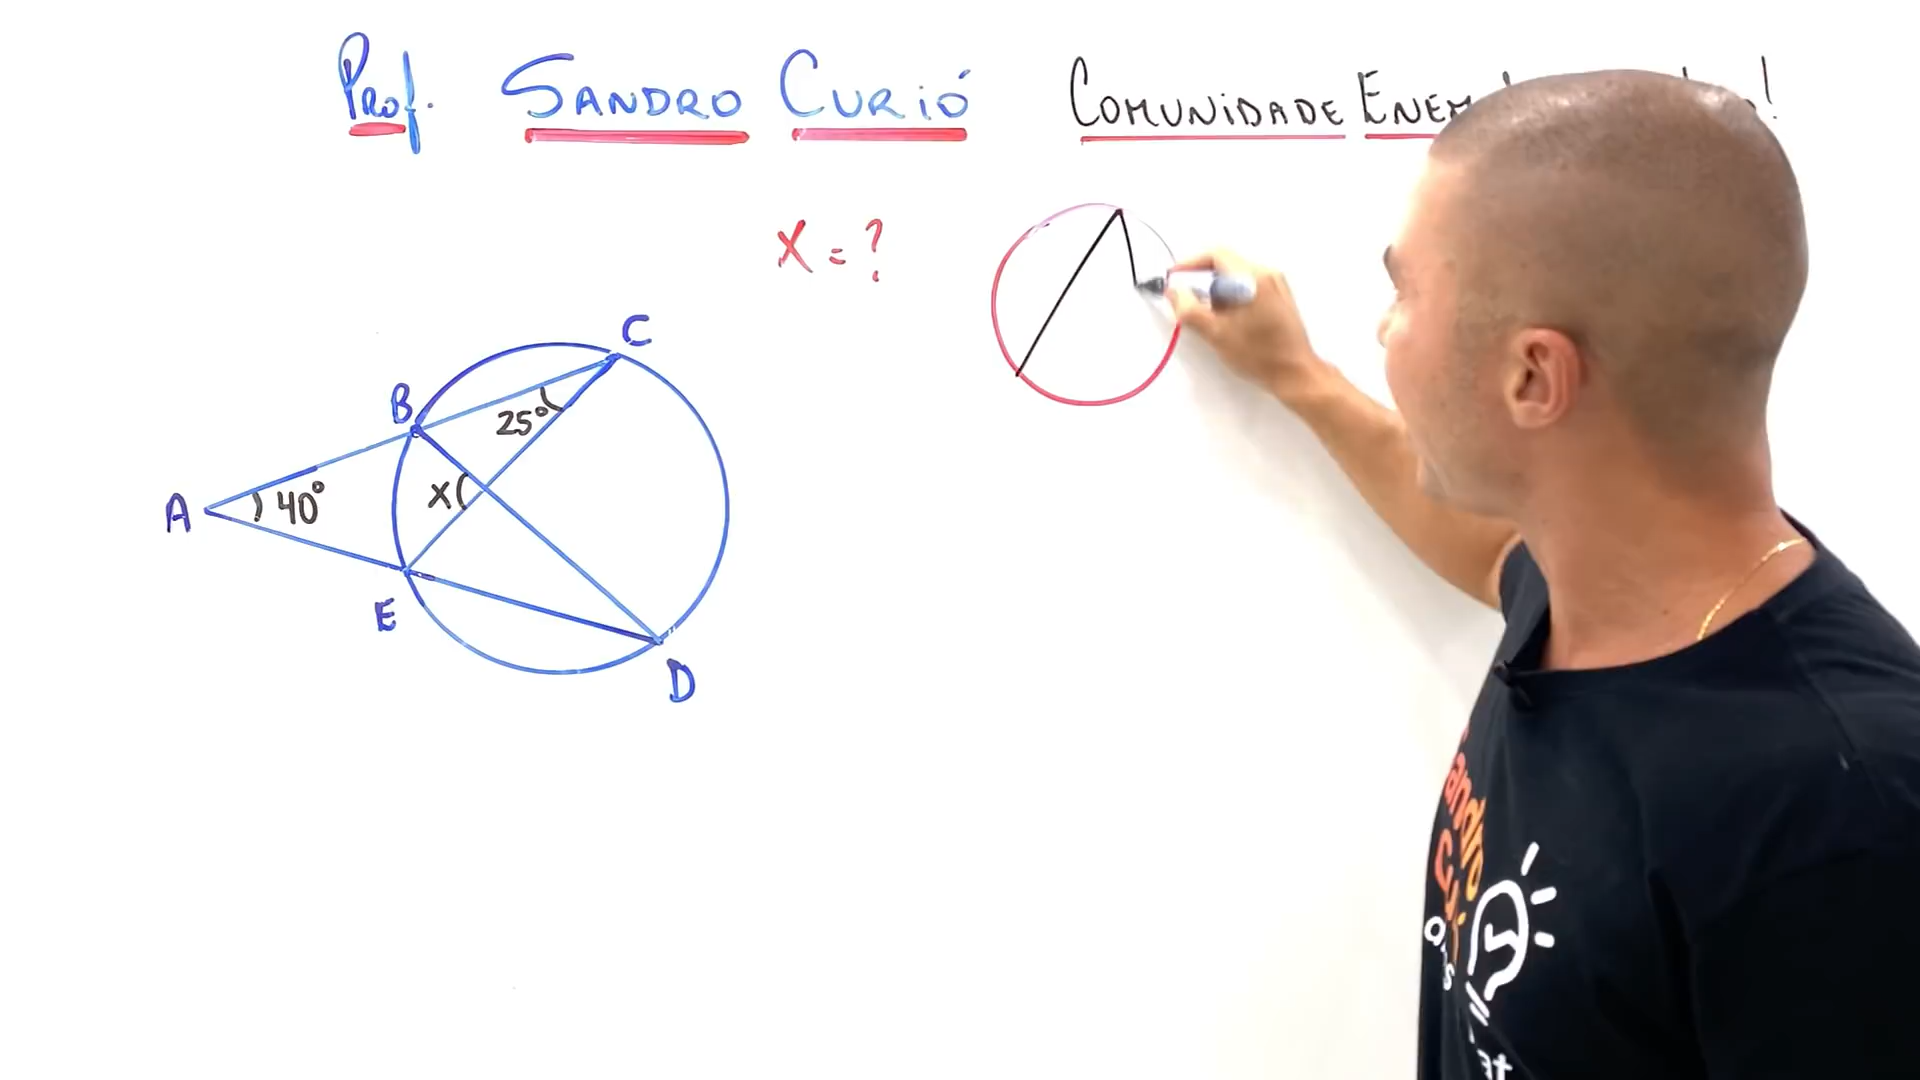 Prof. SANDRO CURIÓ COMUNIDADE ENEM !
X = ?
C
B
25°
A
40°
X
E
D